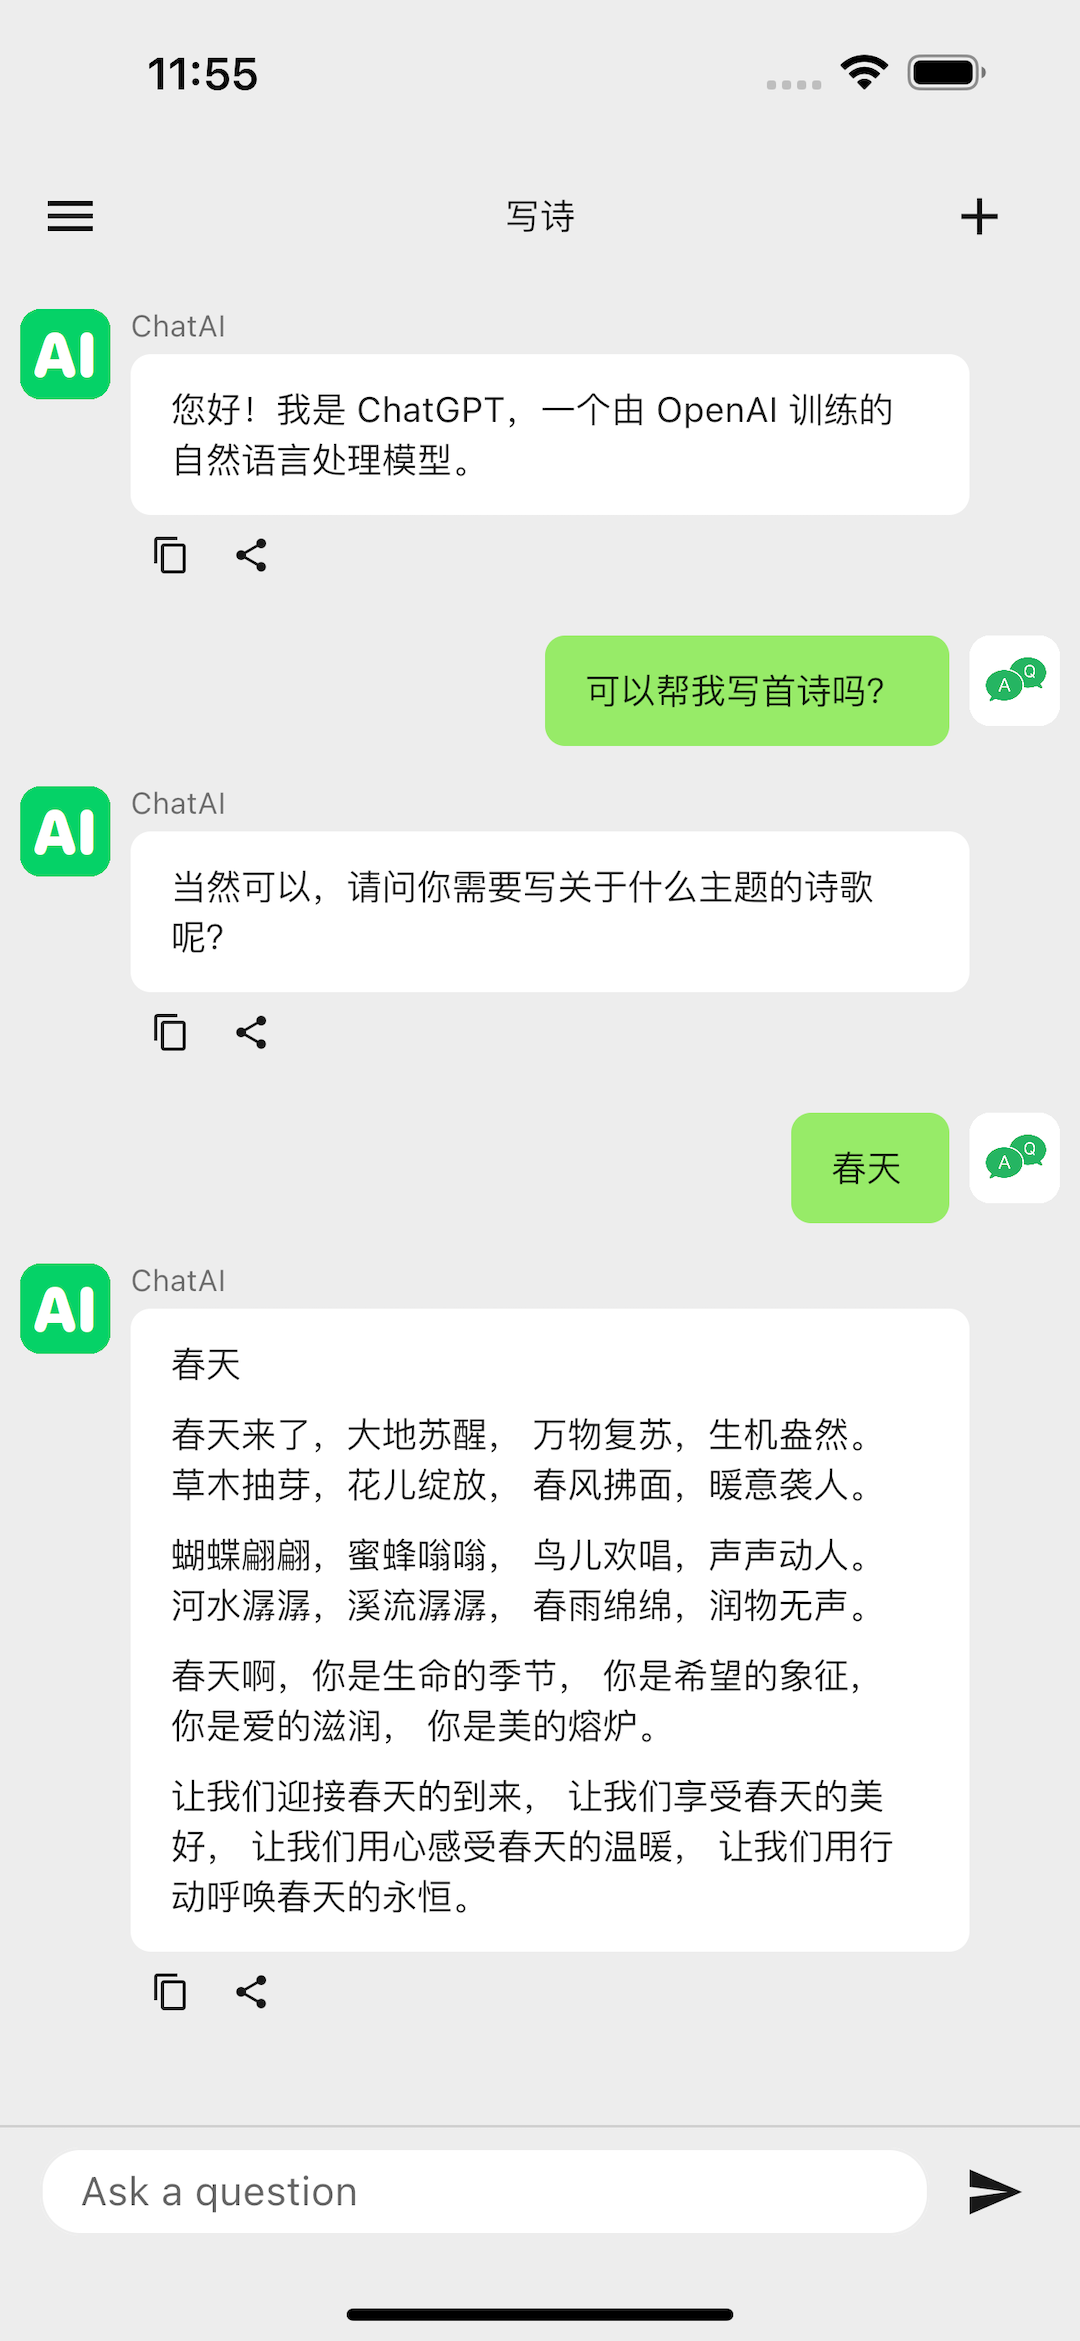 11:55
写诗
AI
ChatAI
您好！我是 ChatGPT，一个由 OpenAI 训练的
自然语言处理模型。
可以帮我写首诗吗？
A Q
AI
ChatAI
当然可以，请问你需要写关于什么主题的诗歌
呢？
春天
A Q
AI
ChatAI
春天
春天来了，大地苏醒， 万物复苏，生机盎然。
草木抽芽，花儿绽放， 春风拂面，暖意袭人。
蝴蝶翩翩，蜜蜂嗡嗡， 鸟儿欢唱，声声动人。
河水潺潺，溪流潺潺， 春雨绵绵，润物无声。
春天啊，你是生命的季节， 你是希望的象征，
你是爱的滋润， 你是美的熔炉。
让我们迎接春天的到来， 让我们享受春天的美
好， 让我们用心感受春天的温暖， 让我们用行
动呼唤春天的永恒。
Ask a question